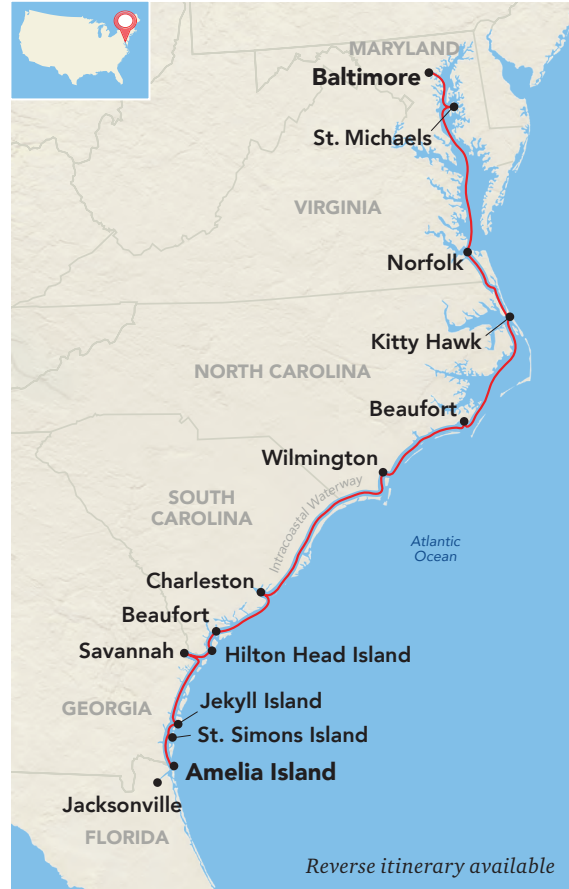 MARYLAND
Baltimore
St. Michaels
VIRGINIA
Norfolk
Kitty Hawk
NORTH CAROLINA
Beaufort
Wilmington
Intracoastal Waterway
SOUTH
CAROLINA
Atlantic
Ocean
Charleston
Beaufort
Savannah
Hilton Head Island
Jekyll Island
GEORGIA
St. Simons Island
Amelia Island
Jacksonville
FLORIDA
Reverse itinerary available